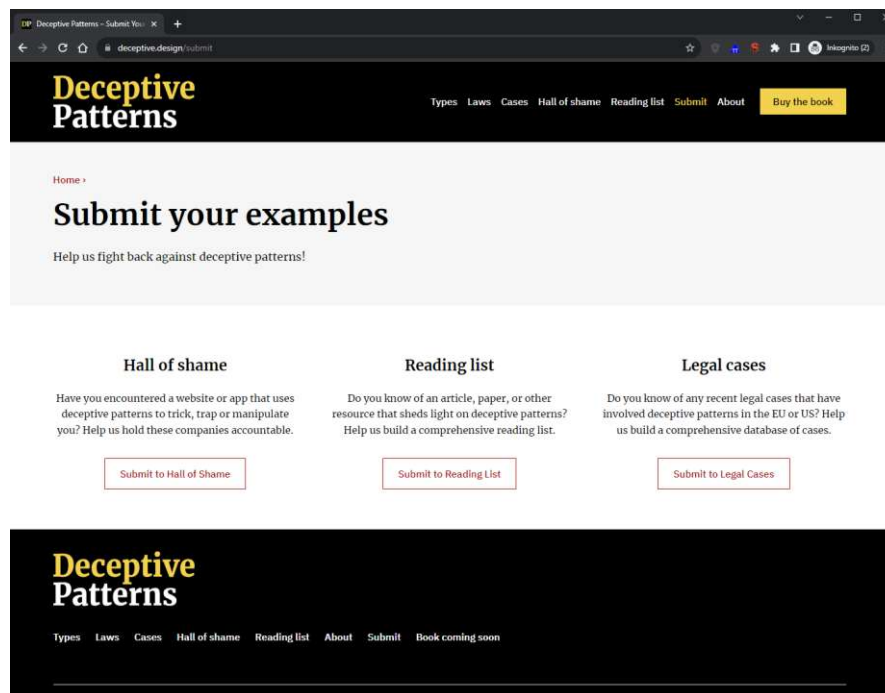 DP Deceptive Patterns – Submit You
deceptive.design/submit
Inkognito (2)
Deceptive
Patterns
Types Laws Cases Hall of shame Reading list Submit About Buy the book
Home ›
Submit your examples
Help us fight back against deceptive patterns!
Hall of shame
Have you encountered a website or app that uses
deceptive patterns to trick, trap or manipulate
you? Help us hold these companies accountable.
Submit to Hall of Shame
Reading list
Do you know of an article, paper, or other
resource that sheds light on deceptive patterns?
Help us build a comprehensive reading list.
Submit to Reading List
Legal cases
Do you know of any recent legal cases that have
involved deceptive patterns in the EU or US? Help
us build a comprehensive database of cases.
Submit to Legal Cases
Deceptive
Patterns
Types Laws Cases Hall of shame Reading list About Submit Book coming soon